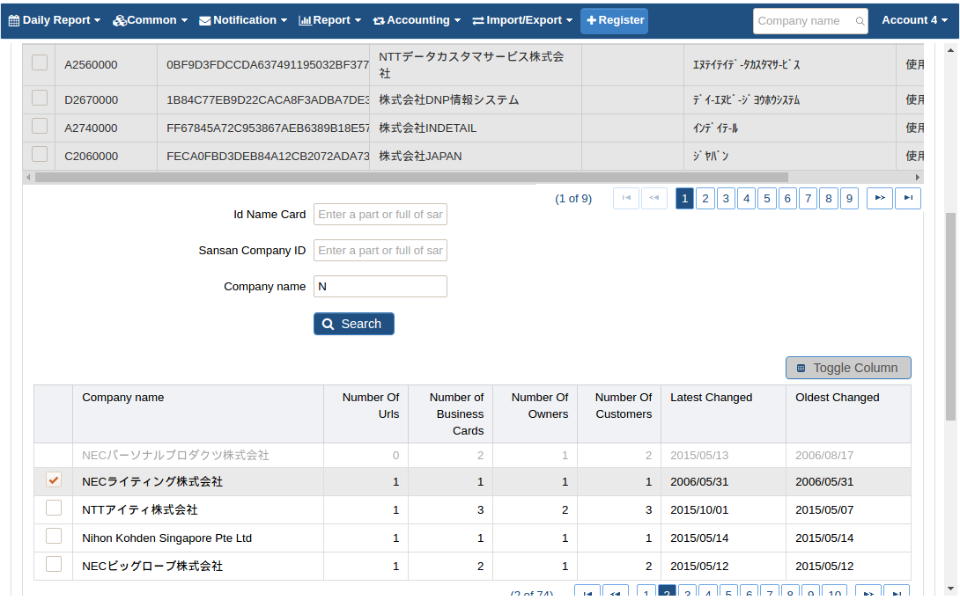 Daily Report Common Notification Report Accounting Import/Export Register Company name Account 4
A2560000 0BF9D3FDCCDA637491195032BF377 NTTデータカスタマサービス株式会社 ｴﾇﾃｲﾃｲﾃﾞｰﾀｶｽﾀﾏｻｰﾋﾞｽ 使用
D2670000 1B84C77EB9D22CACA8F3ADBA7DE3 株式会社DNP情報システム ﾃﾞｲｰｴﾇﾋﾟｰｼﾞﾖｳﾎｳｼｽﾃﾑ 使用
A2740000 FF67845A72C953867AEB6389B18E57 株式会社INDETAIL ｲﾝﾃﾞｲﾃｰﾙ 使用
C2060000 FECA0FBD3DEB84A12CB2072ADA73 株式会社JAPAN ｼﾞﾔﾊﾟﾝ 使用
(1 of 9) 1 2 3 4 5 6 7 8 9
Id Name Card Enter a part or full of sar
Sansan Company ID Enter a part or full of sar
Company name N
Search
Toggle Column
Company name Number Of Urls Number of Business Cards Number Of Owners Number Of Customers Latest Changed Oldest Changed
NECパーソナルプロダクツ株式会社 0 2 1 2 2015/05/13 2006/08/17
NECライティング株式会社 1 1 1 1 2006/05/31 2006/05/31
NTTアイティ株式会社 1 3 2 3 2015/10/01 2015/05/07
Nihon Kohden Singapore Pte Ltd 1 1 1 1 2015/05/14 2015/05/14
NECビッグローブ株式会社 1 2 1 2 2015/05/12 2015/05/12
(2 of 74) 1 2 3 4 5 6 7 8 9 10